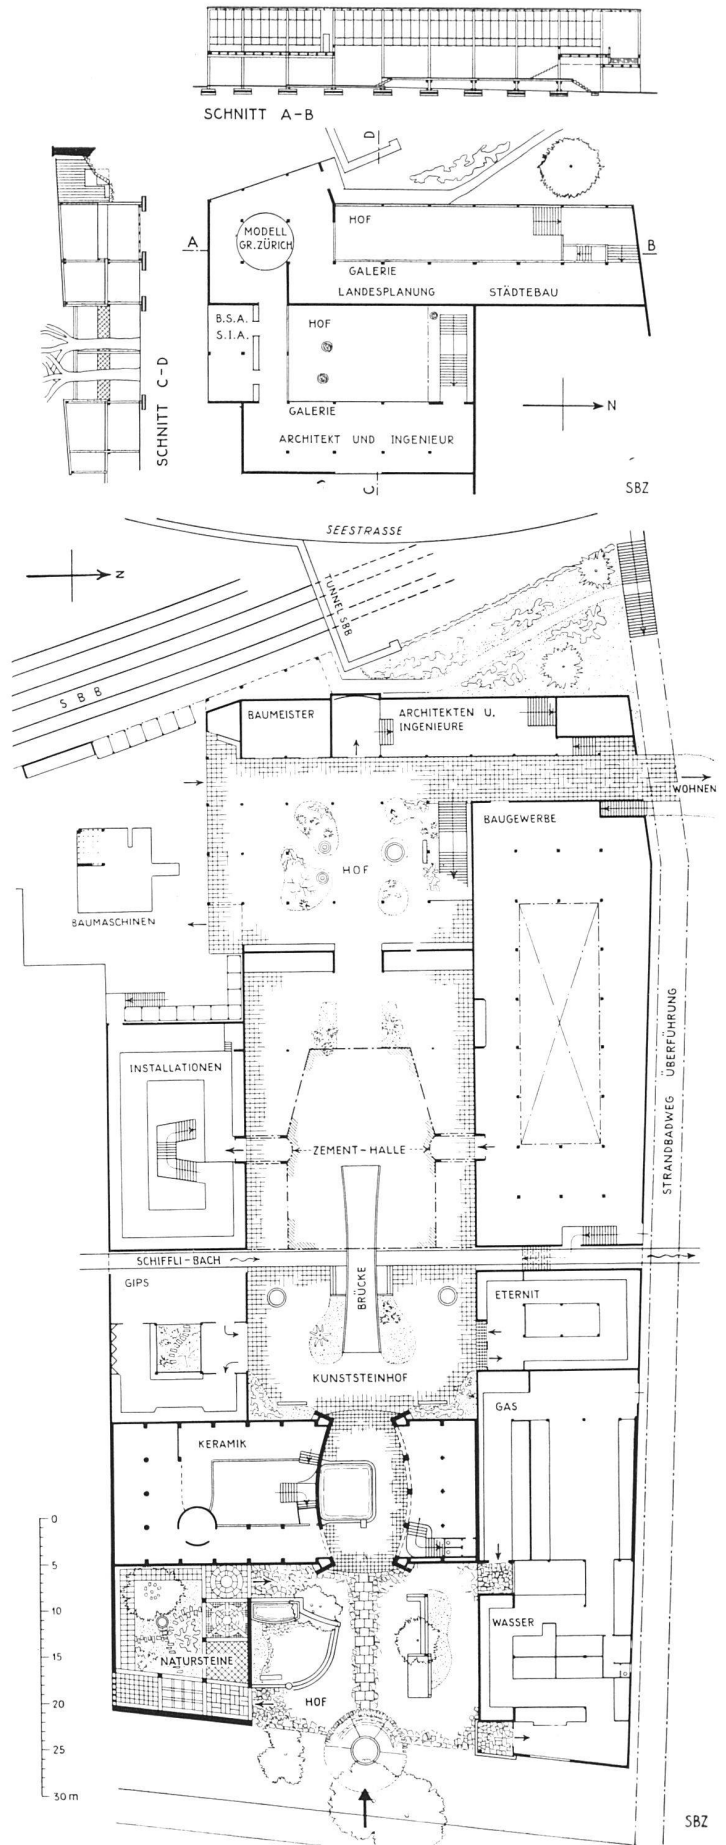 SCHNITT A-B
D
HOF
A
MODELL
GR. ZÜRICH
B
GALERIE
LANDESPLANUNG STÄDTEBAU
B.S.A.
S.I.A.
HOF
SCHNITT C-D
N
GALERIE
ARCHITEKT UND INGENIEUR
C
SBZ
SEESTRASSE
N
TUNNEL SBB
SBB
BAUMEISTER
ARCHITEKTEN U.
INGENIEURE
WOHNEN
BAUGEWERBE
HOF
BAUMASCHINEN
INSTALLATIONEN
STRANDBADWEG ÜBERFÜHRUNG
ZEMENT-HALLE
SCHIFFLI-BACH
GIPS
BRÜCKE
ETERNIT
KUNSTSTEINHOF
GAS
KERAMIK
0
5
10
15
20
25
30 m
WASSER
NATURSTEINE
HOF
SBZ